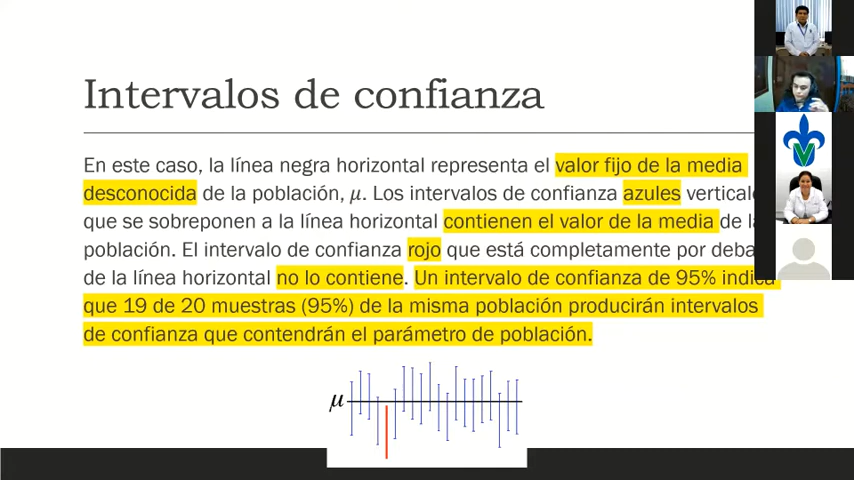 Intervalos de confianza
En este caso, la línea negra horizontal representa el valor fijo de la media
desconocida de la población, μ. Los intervalos de confianza azules
que se sobreponen a la línea horizontal contienen el valor de la media de
población. El intervalo de confianza rojo que está completamente por
de la línea horizontal no lo contiene. Un intervalo de confianza de 95% indica
que 19 de 20 muestras (95%) de la misma población producirán intervalos
de confianza que contendrán el parámetro de población.
μ